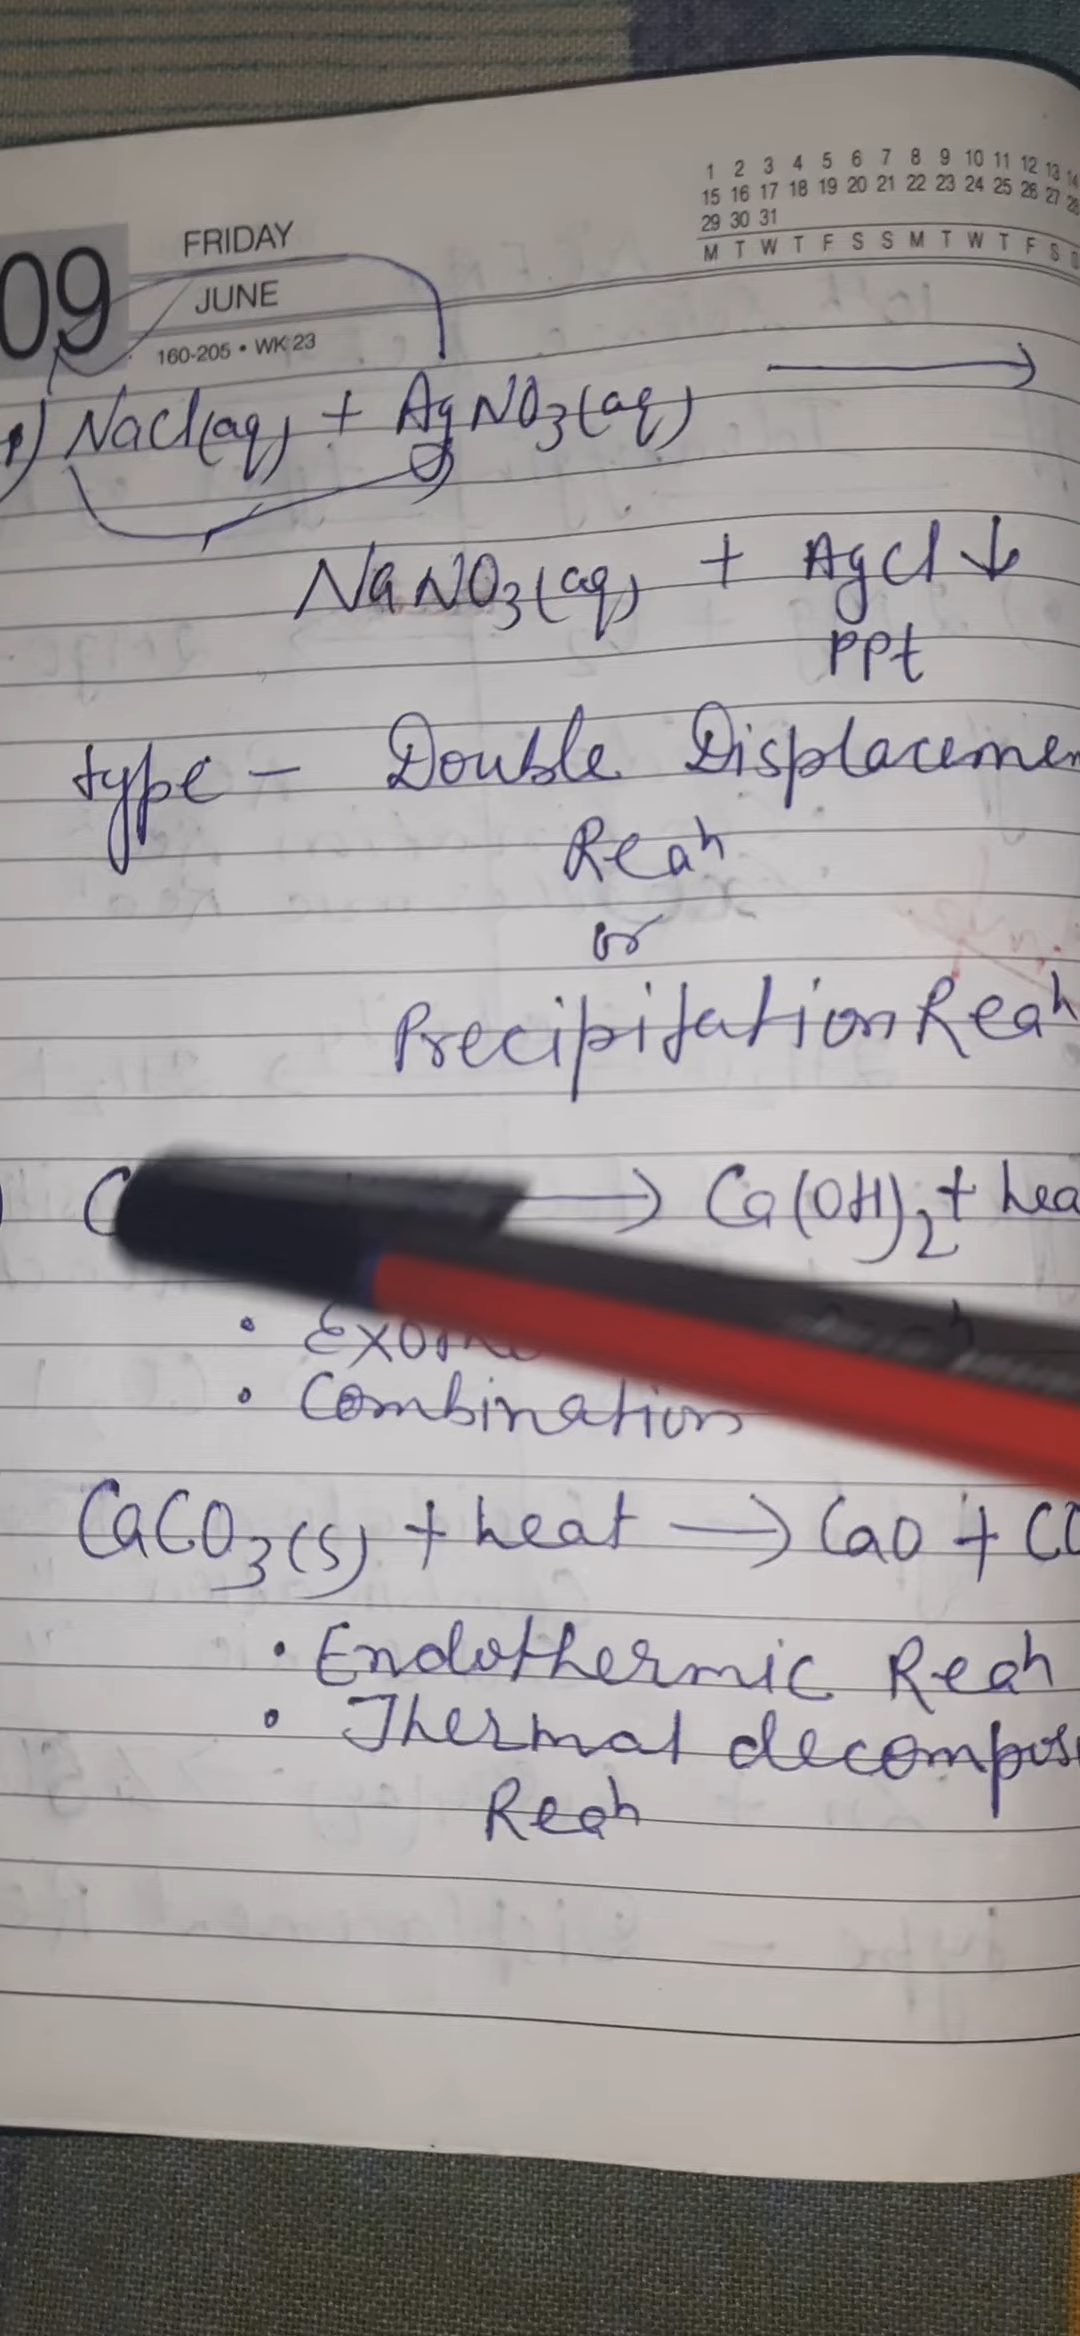 1 2 3 4 5 6 7 8 9 10 11 12 13 14
15 16 17 18 19 20 21 22 23 24 25 26 27 28
29 30 31
M T W T F S S M T W T F S
09
FRIDAY
JUNE
160-205 • WK 23
NaCl(aq) + AgNO3(aq) →
NaNO3(aq) + AgCl ↓
PPt
type - Double Displacemen
Reaⁿ
or
Precipitation Reaⁿ
C → Ca(OH)2 + hea
• Exo
• Combination
CaCO3(s) + heat → CaO + CO
• Endothermic Reaⁿ
• Thermal decompos
Reaⁿ